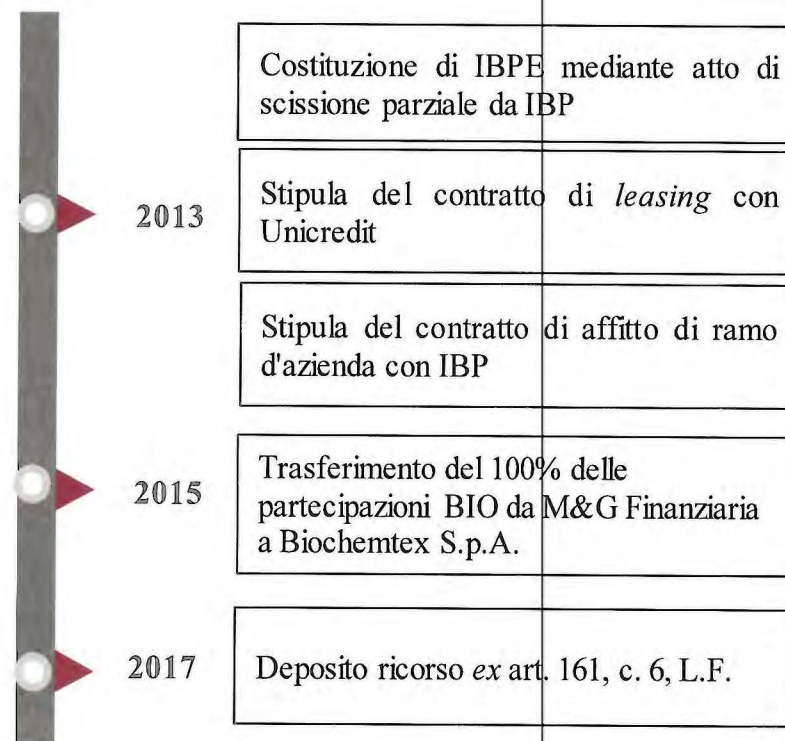 Costituzione di IBPE mediante atto di
scissione parziale da IBP
2013
Stipula del contratto di leasing con
Unicredit
Stipula del contratto di affitto di ramo
d'azienda con IBP
2015
Trasferimento del 100% delle
partecipazioni BIO da M&G Finanziaria
a Biochemtex S.p.A.
2017
Deposito ricorso ex art. 161, c. 6, L.F.